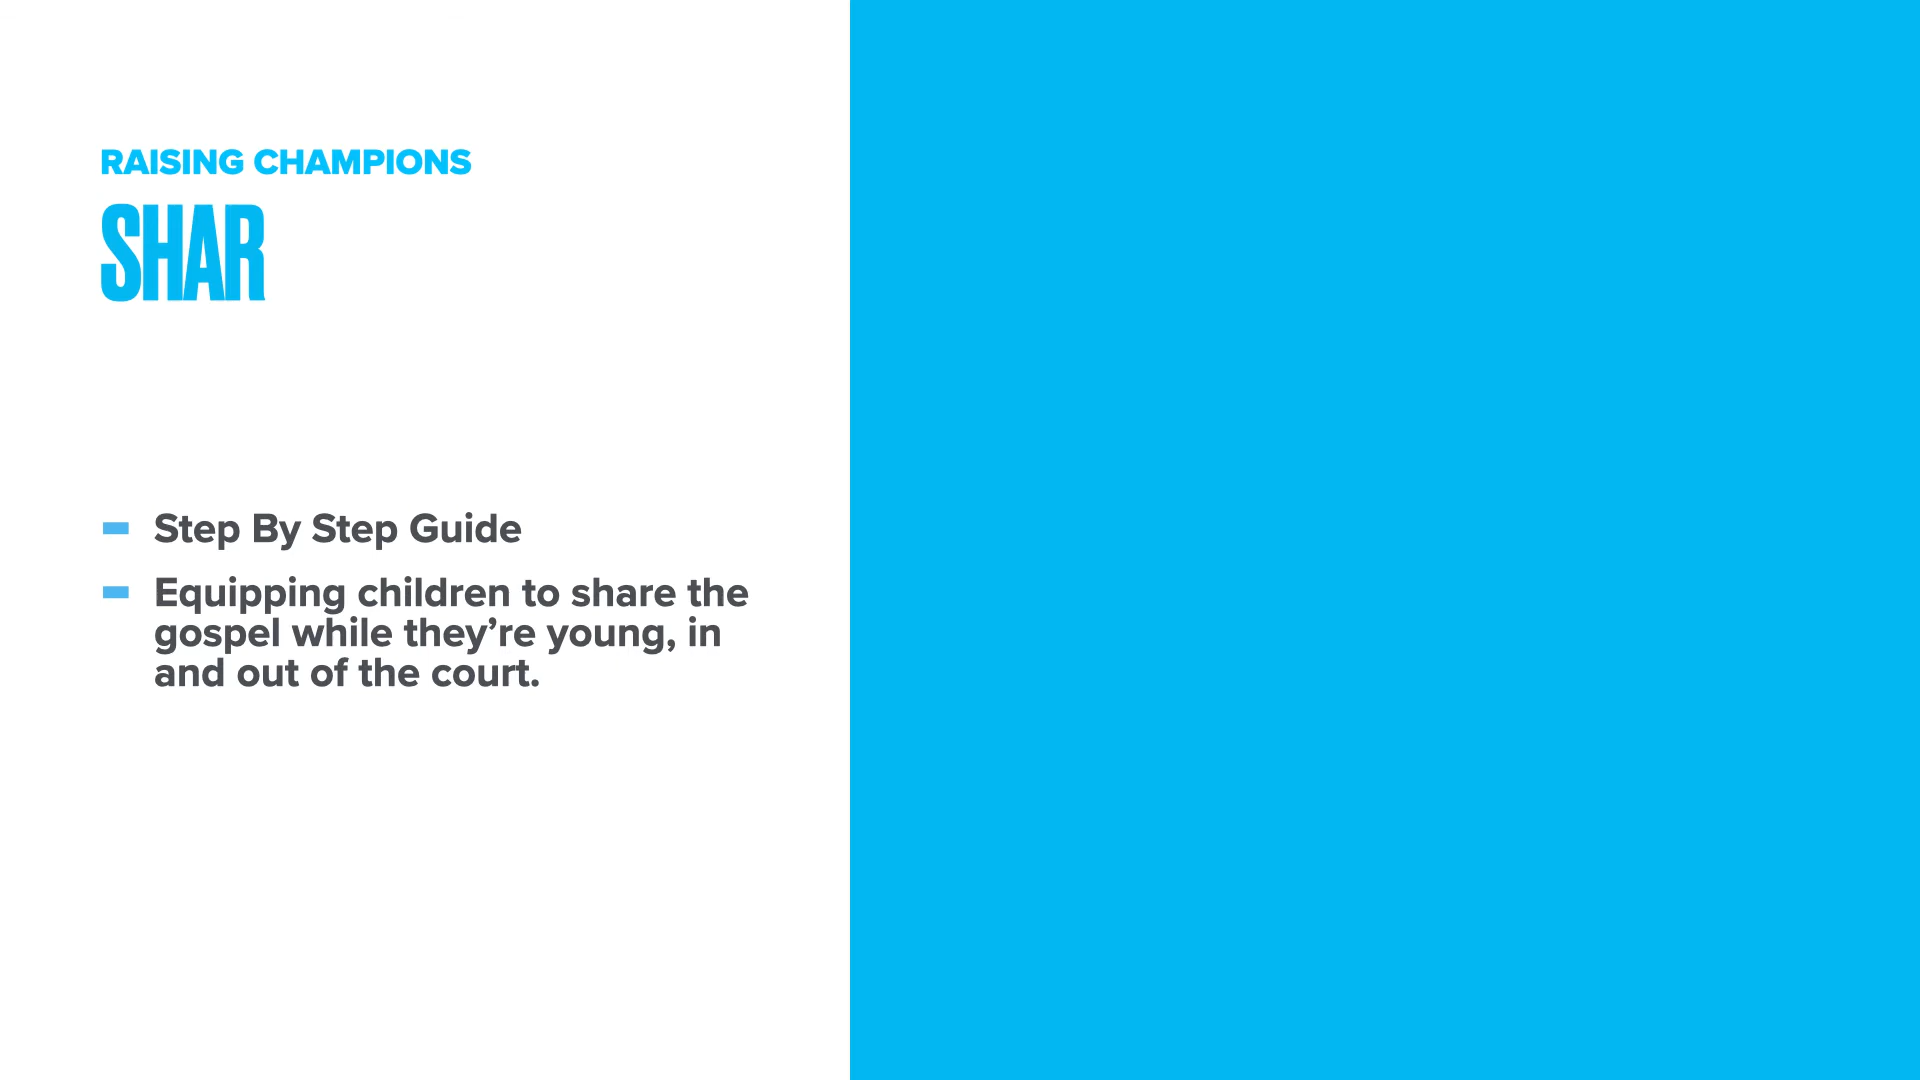 RAISING CHAMPIONS
SHAR
- Step By Step Guide
- Equipping children to share the
gospel while they’re young, in
and out of the court.